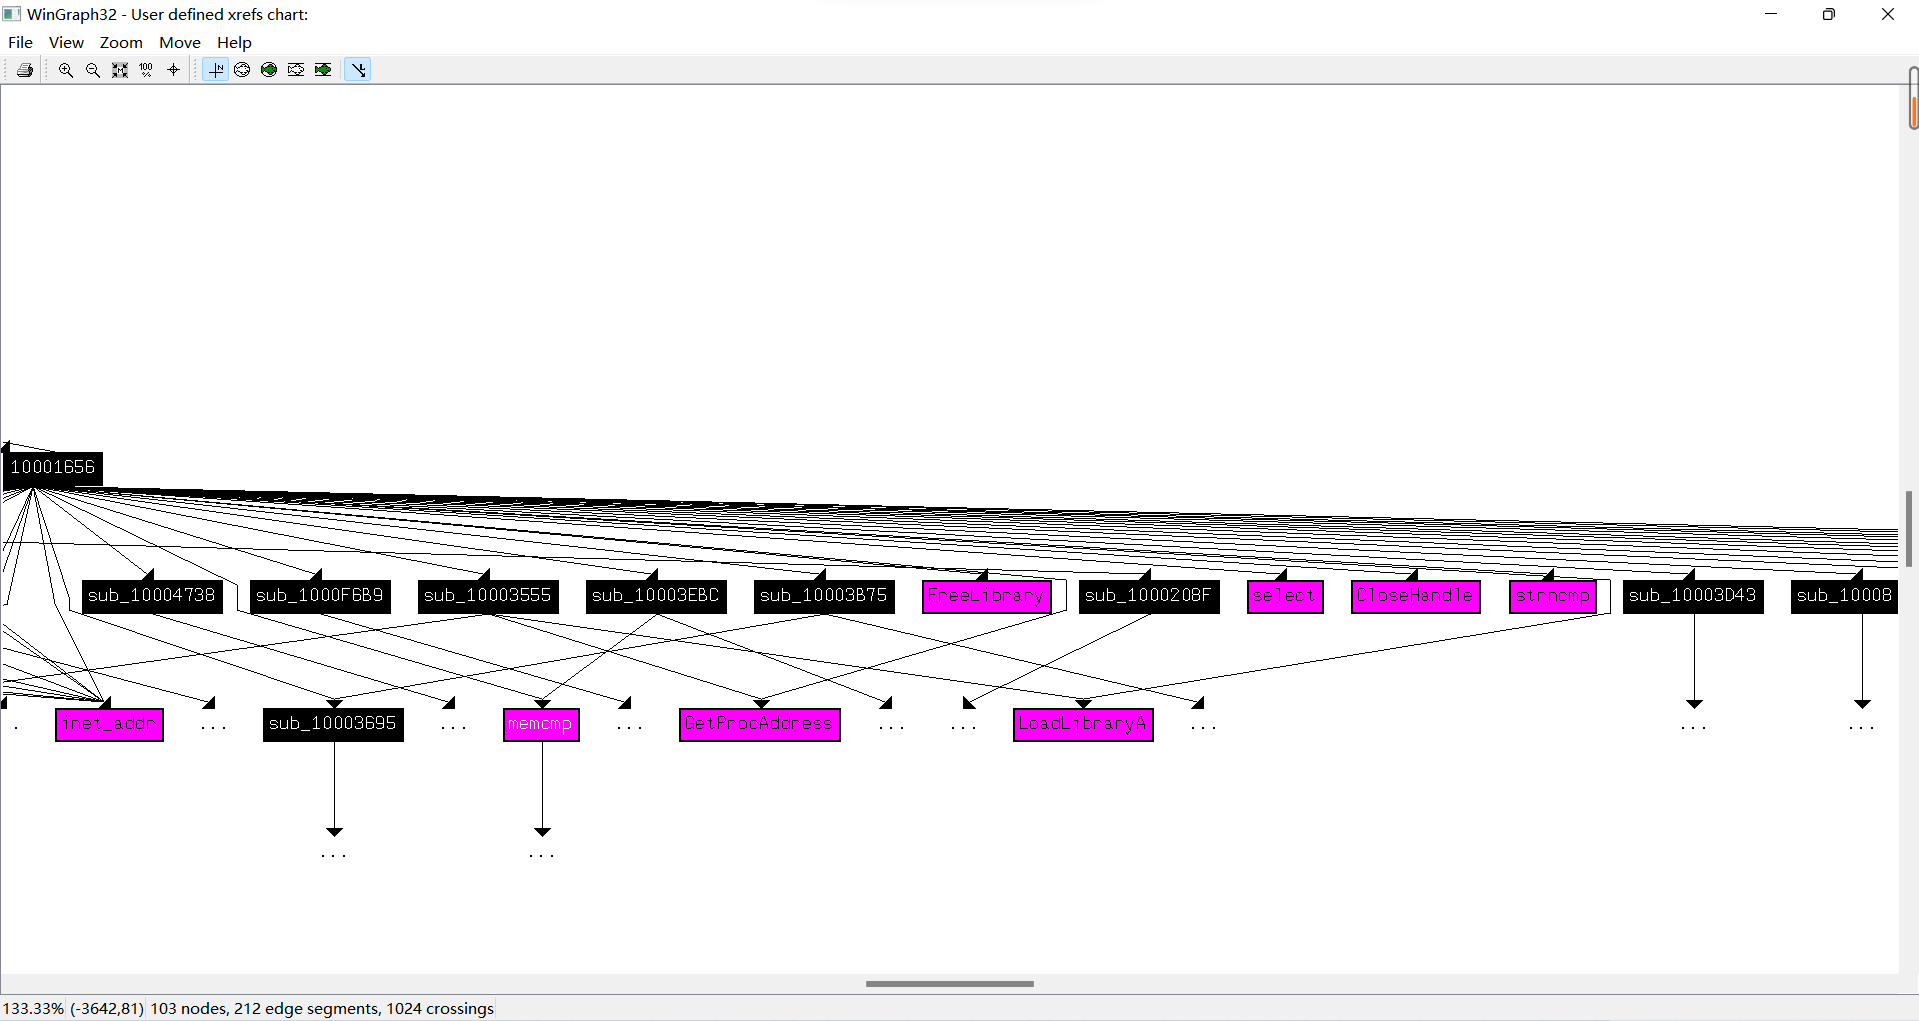 WinGraph32 - User defined xrefs chart:
File View Zoom Move Help
100 %
10001656
sub_10004738 sub_1000F6B9 sub_10003555 sub_10003EBC sub_10003B75 FreeLibrary sub_1000208F select CloseHandle strncmp sub_10003D43 sub_10008
. inet_addr ... sub_10003695 ... memcmp ... GetProcAddress ... ... LoadLibraryA ... ... ...
... ...
133.33% (-3642,81) 103 nodes, 212 edge segments, 1024 crossings